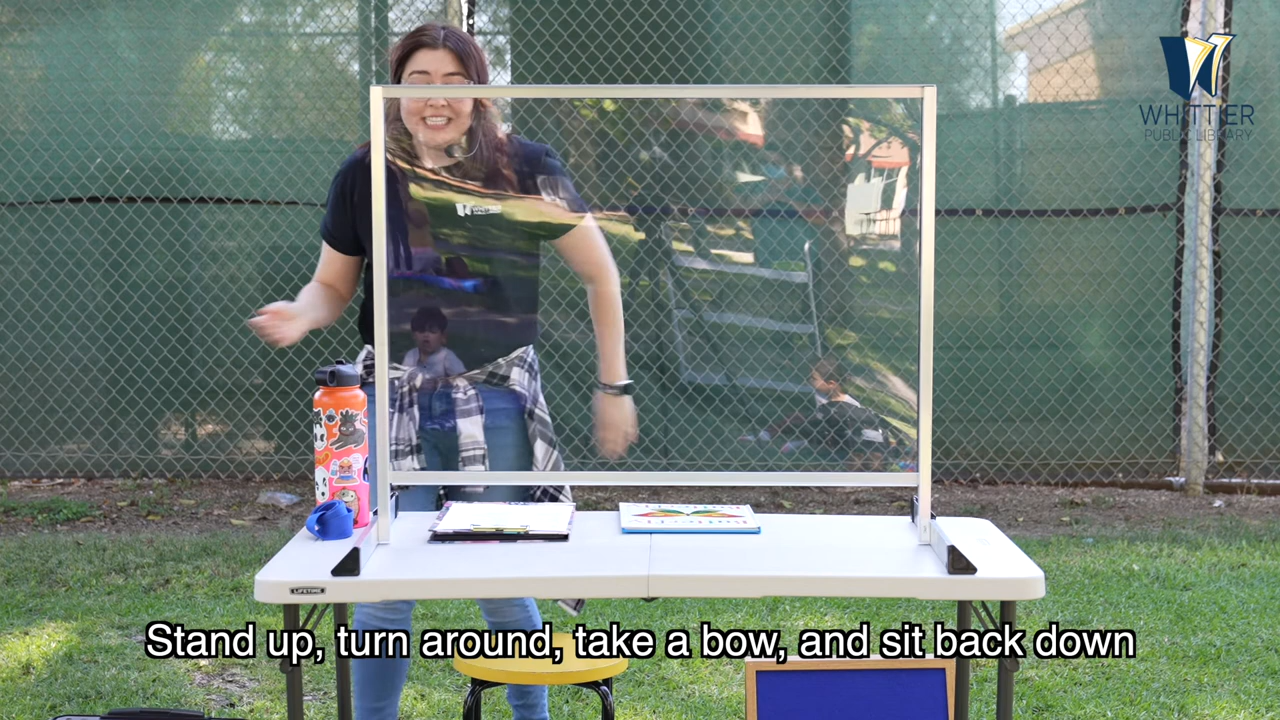 WHITTIER
PUBLIC LIBRARY
LIFETIME
Stand up, turn around, take a bow, and sit back down